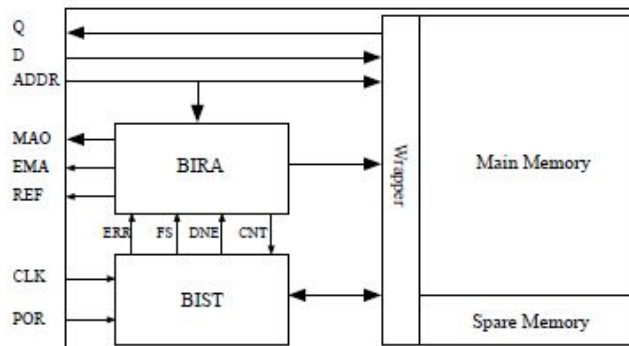 Q
D
ADDR
MAO
EMA
REF
BIRA
ERR FS DNE CNT
CLK
POR
BIST
Wrapper
Main Memory
Spare Memory